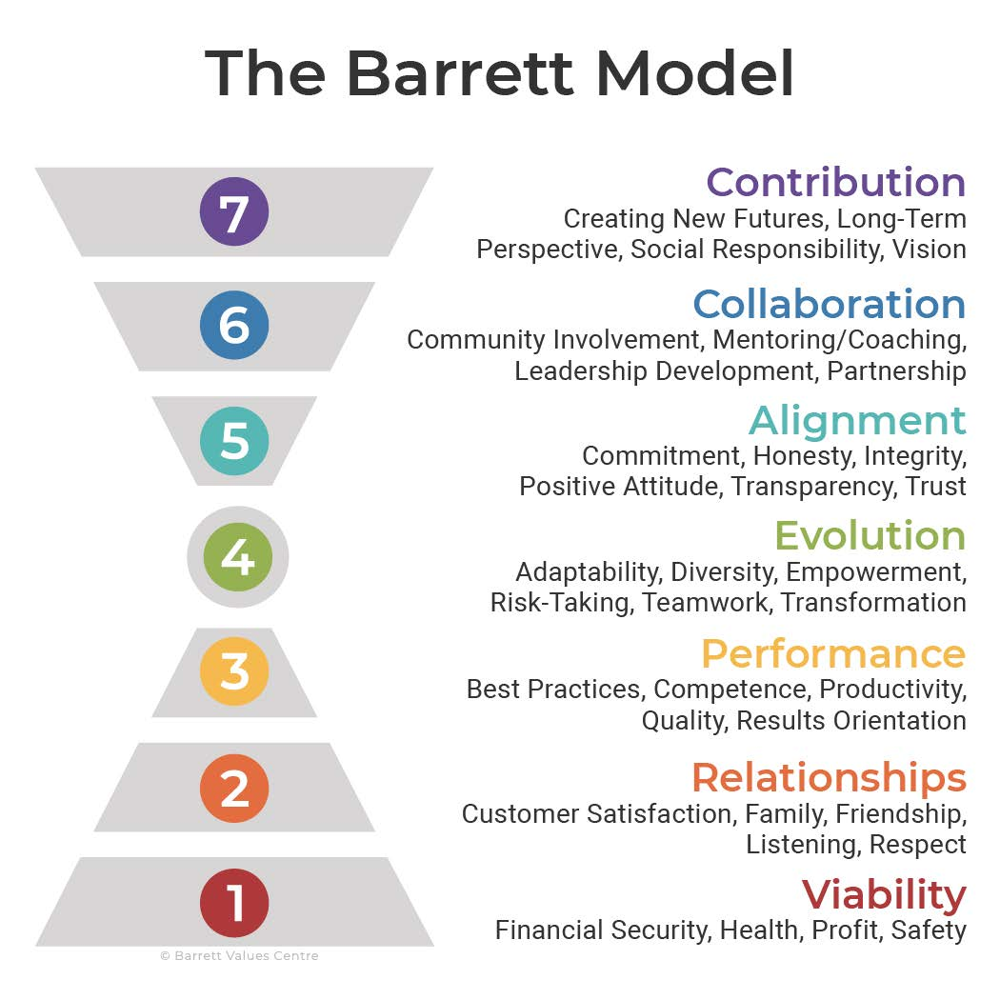 The Barrett Model
7
Contribution
Creating New Futures, Long-Term
Perspective, Social Responsibility, Vision
6
Collaboration
Community Involvement, Mentoring/Coaching,
Leadership Development, Partnership
5
Alignment
Commitment, Honesty, Integrity,
Positive Attitude, Transparency, Trust
4
Evolution
Adaptability, Diversity, Empowerment,
Risk-Taking, Teamwork, Transformation
3
Performance
Best Practices, Competence, Productivity,
Quality, Results Orientation
2
Relationships
Customer Satisfaction, Family, Friendship,
Listening, Respect
1
Viability
Financial Security, Health, Profit, Safety
© Barrett Values Centre